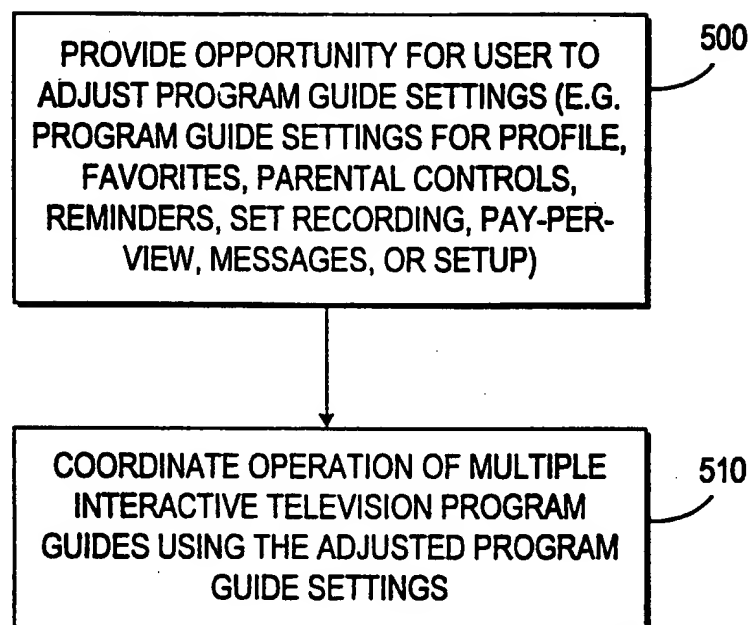 PROVIDE OPPORTUNITY FOR USER TO
ADJUST PROGRAM GUIDE SETTINGS (E.G.
PROGRAM GUIDE SETTINGS FOR PROFILE,
FAVORITES, PARENTAL CONTROLS,
REMINDERS, SET RECORDING, PAY-PER-
VIEW, MESSAGES, OR SETUP)
500
COORDINATE OPERATION OF MULTIPLE
INTERACTIVE TELEVISION PROGRAM
GUIDES USING THE ADJUSTED PROGRAM
GUIDE SETTINGS
510